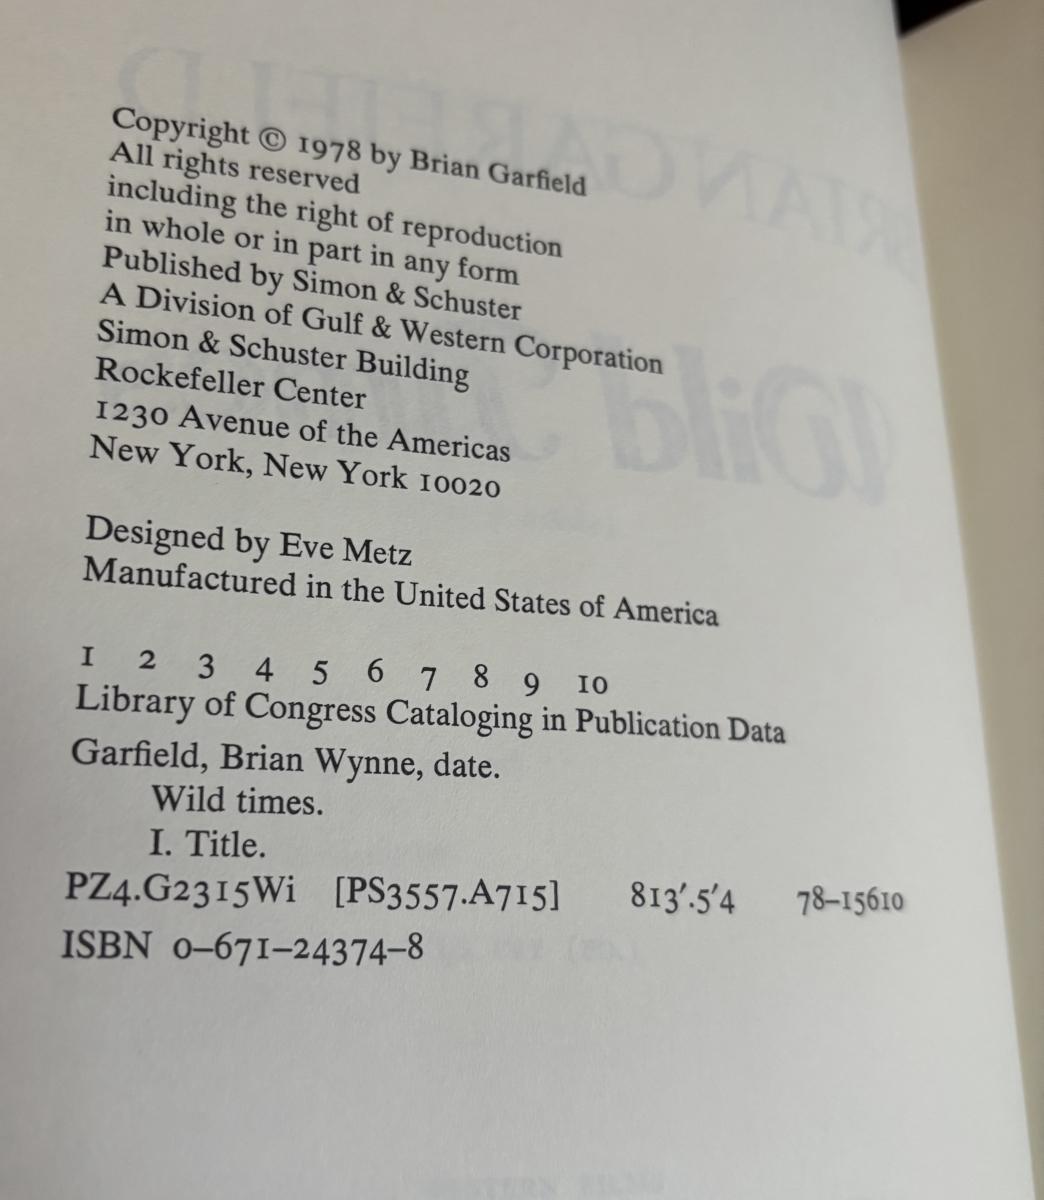 Copyright © 1978 by Brian Garfield
All rights reserved
including the right of reproduction
in whole or in part in any form
Published by Simon & Schuster
A Division of Gulf & Western Corporation
Simon & Schuster Building
Rockefeller Center
1230 Avenue of the Americas
New York, New York 10020
Designed by Eve Metz
Manufactured in the United States of America
1 2 3 4 5 6 7 8 9 10
Library of Congress Cataloging in Publication Data
Garfield, Brian Wynne, date.
Wild times.
I. Title.
PZ4.G2315Wi [PS3557.A715] 813'.5'4 78–15610
ISBN 0–671–24374–8